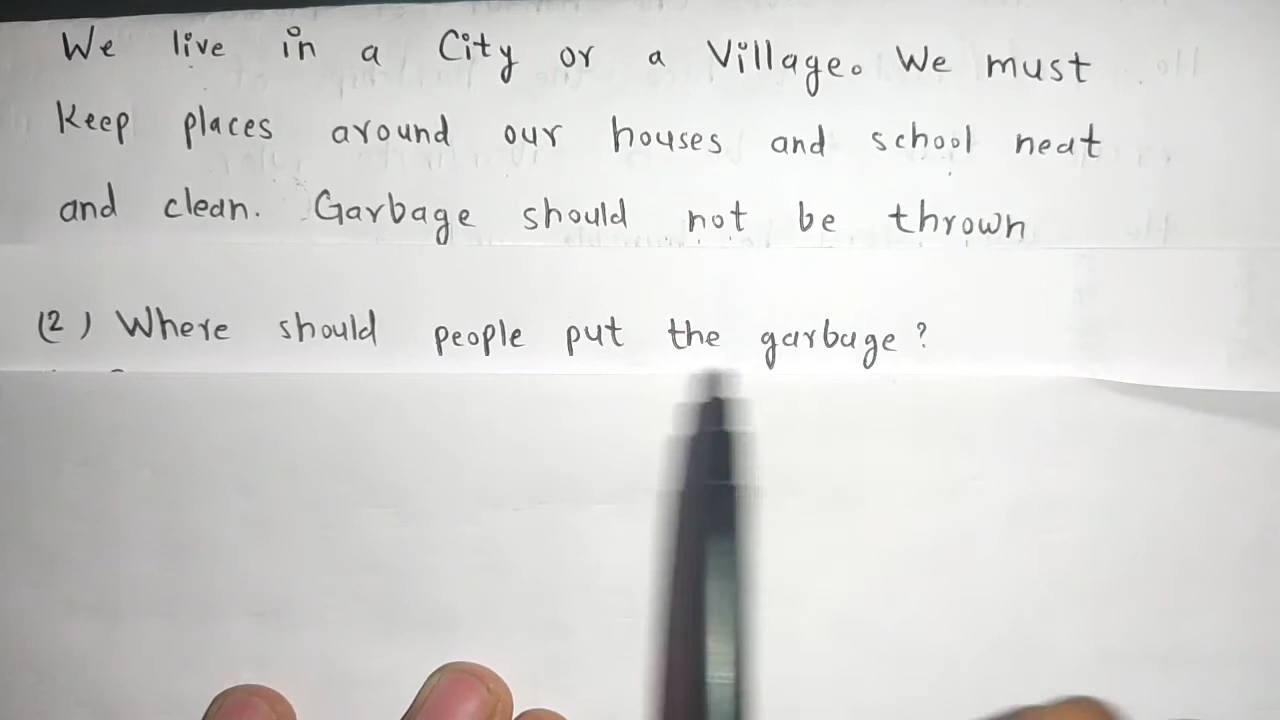 We live in a City or a Village. We must
Keep places around our houses and school neat
and clean. Garbage should not be thrown
(2) Where should people put the garbage?